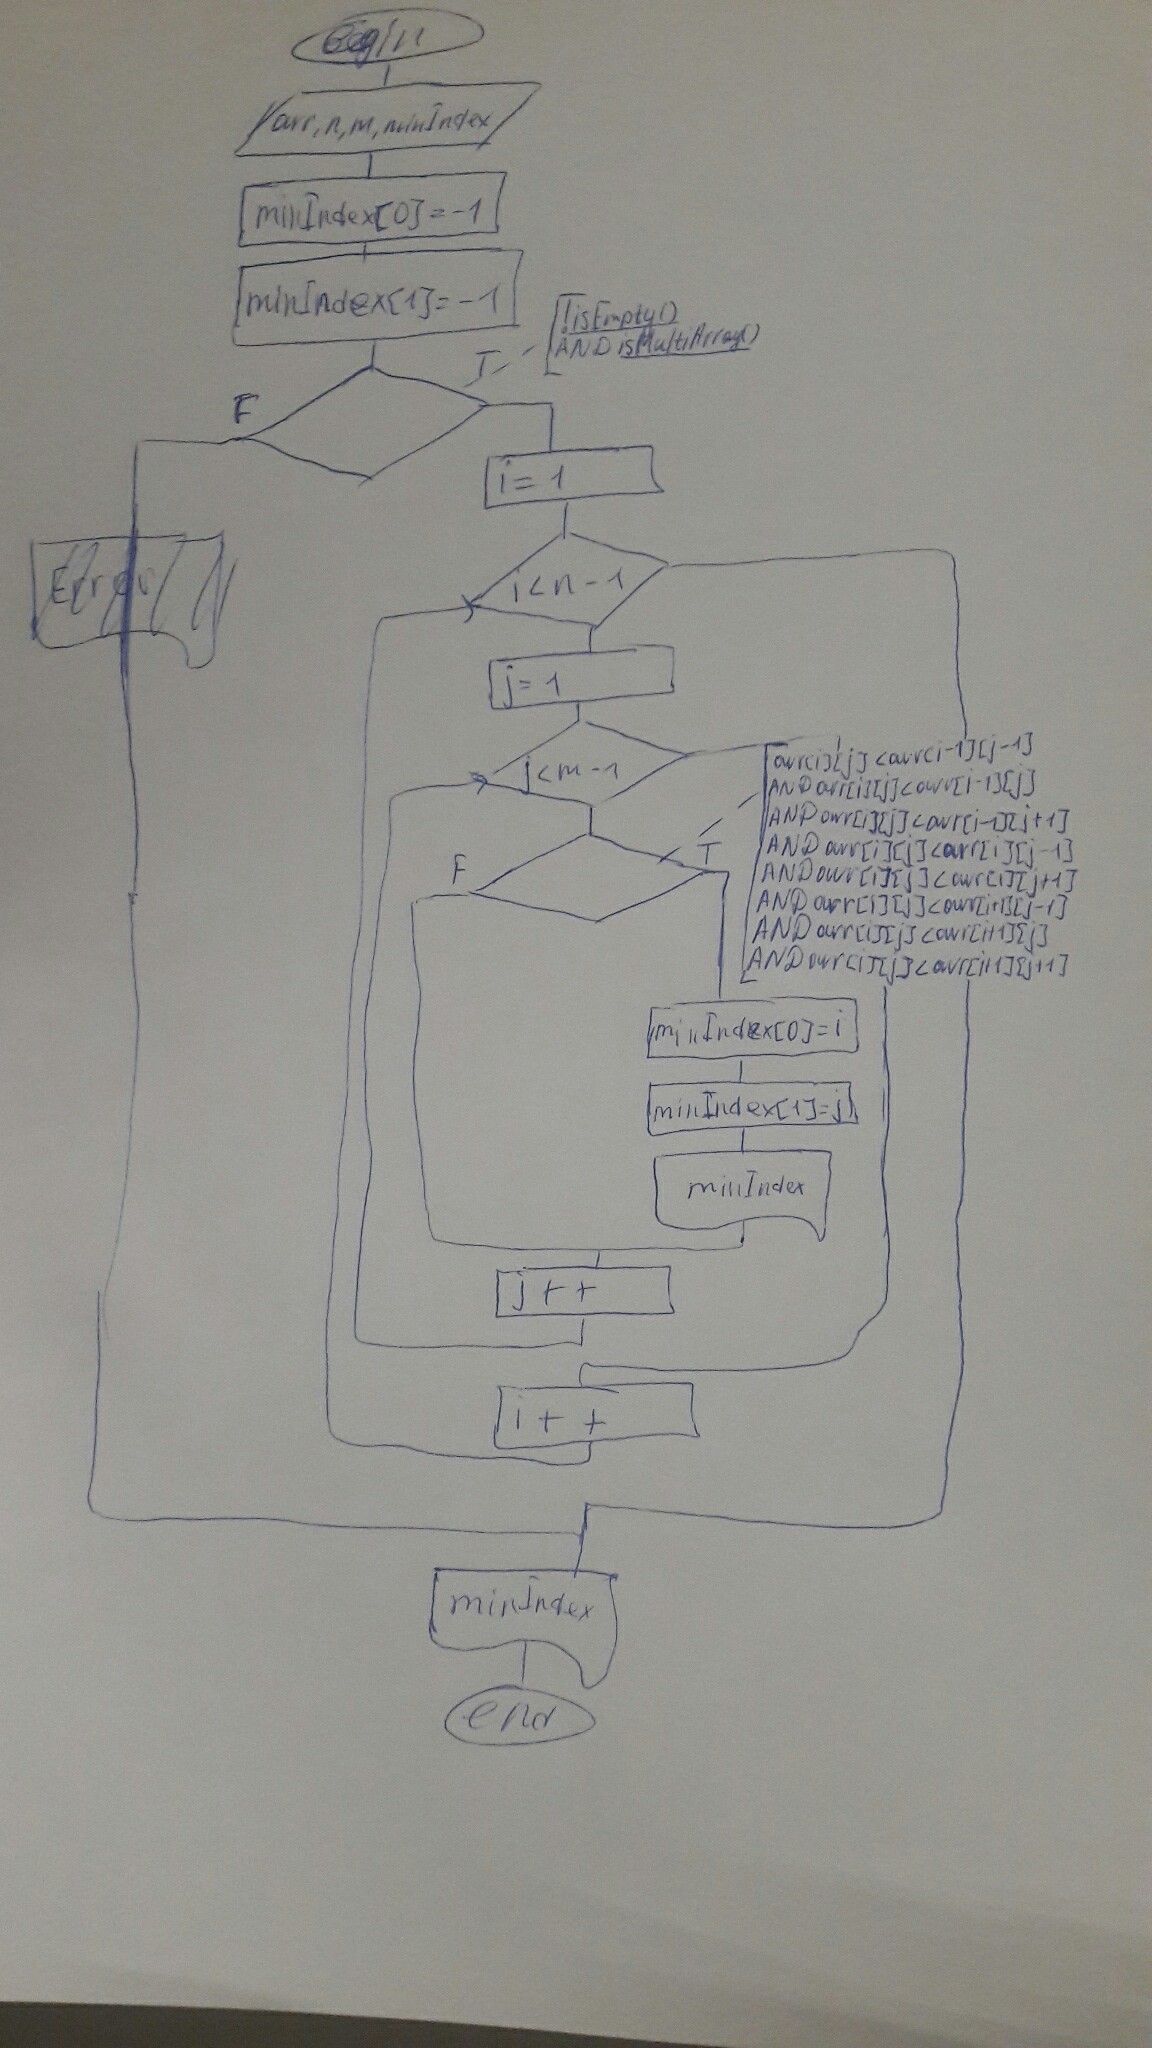 Begin
arr, n, m, minIndex
minIndex[0]=-1
minIndex[1]=-1
!isEmpty()
AND isMultiArray()
T
F
i=1
Error
i<n-1
j=1
j<m-1
arr[i][j]<arr[i-1][j-1]
AND arr[i][j]<arr[i-1][j]
AND arr[i][j]<arr[i-1][j+1]
AND arr[i][j]<arr[i][j-1]
AND arr[i][j]<arr[i][j+1]
AND arr[i][j]<arr[i+1][j-1]
AND arr[i][j]<arr[i+1][j]
AND arr[i][j]<arr[i+1][j+1]
F
T
minIndex[0]=i
minIndex[1]=j
minIndex
j++
i++
minIndex
end